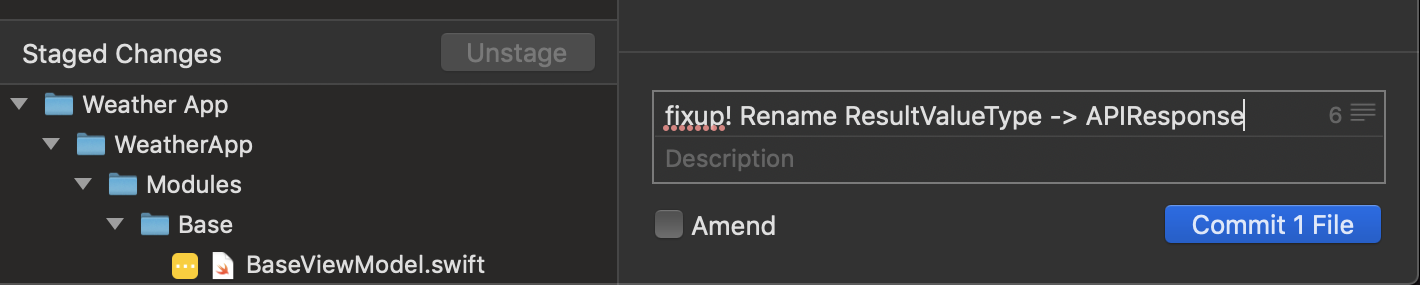 Staged Changes
Unstage
Weather App
WeatherApp
Modules
Base
BaseViewModel.swift
fixup! Rename ResultValueType -> APIResponse
6
Description
Amend
Commit 1 File